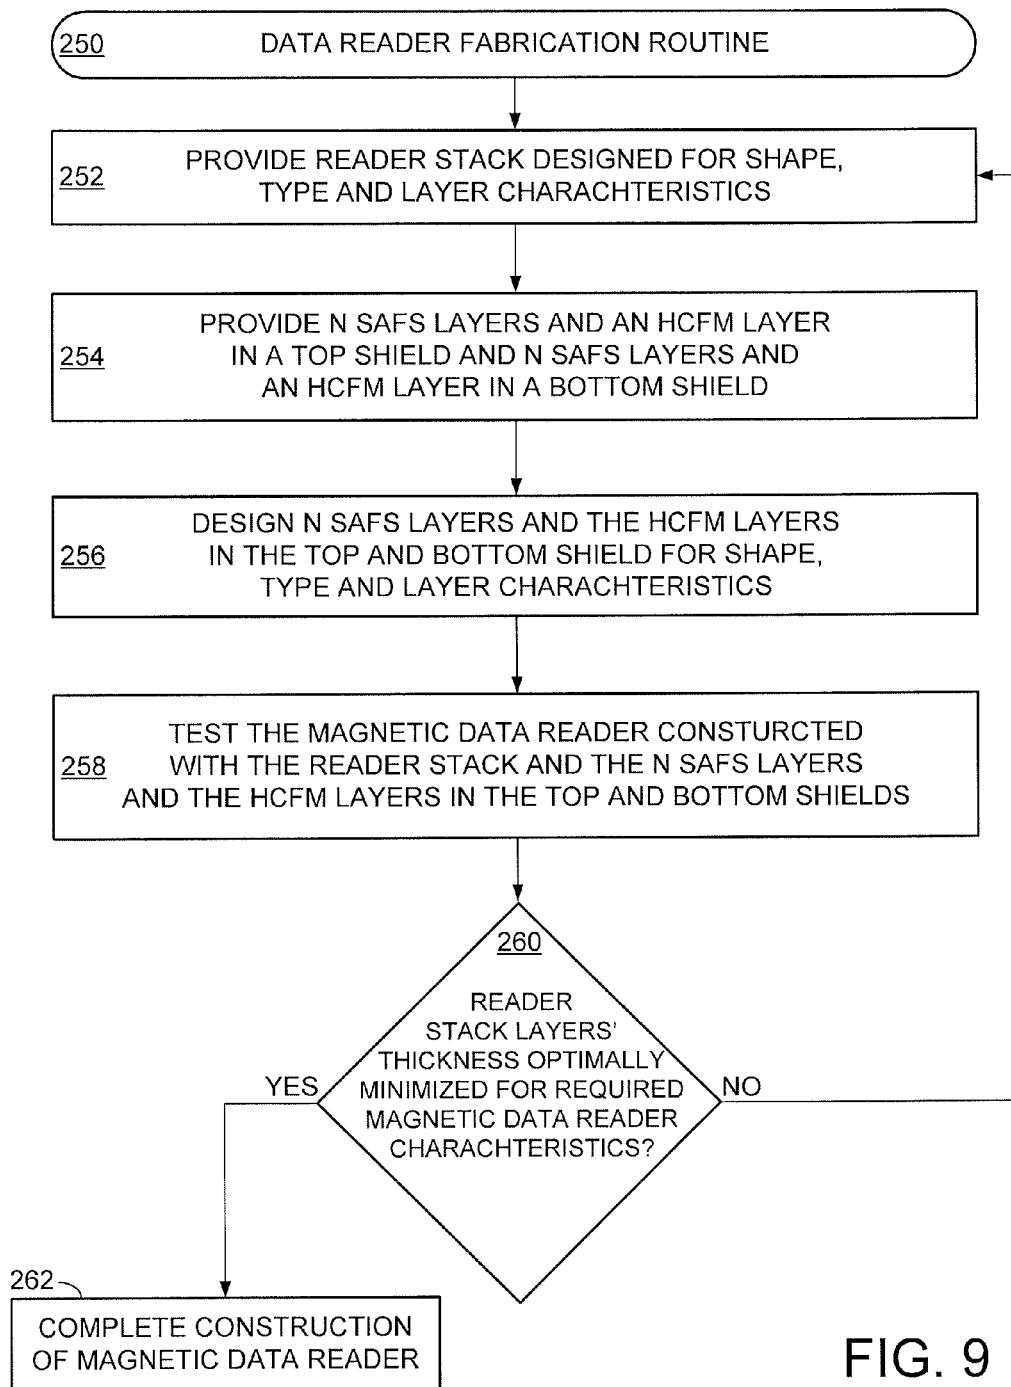 250
DATA READER FABRICATION ROUTINE
252
PROVIDE READER STACK DESIGNED FOR SHAPE,
TYPE AND LAYER CHARACHTERISTICS
254
PROVIDE N SAFS LAYERS AND AN HCFM LAYER
IN A TOP SHIELD AND N SAFS LAYERS AND
AN HCFM LAYER IN A BOTTOM SHIELD
256
DESIGN N SAFS LAYERS AND THE HCFM LAYERS
IN THE TOP AND BOTTOM SHIELD FOR SHAPE,
TYPE AND LAYER CHARACHTERISTICS
258
TEST THE MAGNETIC DATA READER CONSTURCTED
WITH THE READER STACK AND THE N SAFS LAYERS
AND THE HCFM LAYERS IN THE TOP AND BOTTOM SHIELDS
260
READER
STACK LAYERS'
THICKNESS OPTIMALLY
MINIMIZED FOR REQUIRED
MAGNETIC DATA READER
CHARACHTERISTICS?
YES
NO
262
COMPLETE CONSTRUCTION
OF MAGNETIC DATA READER
FIG. 9